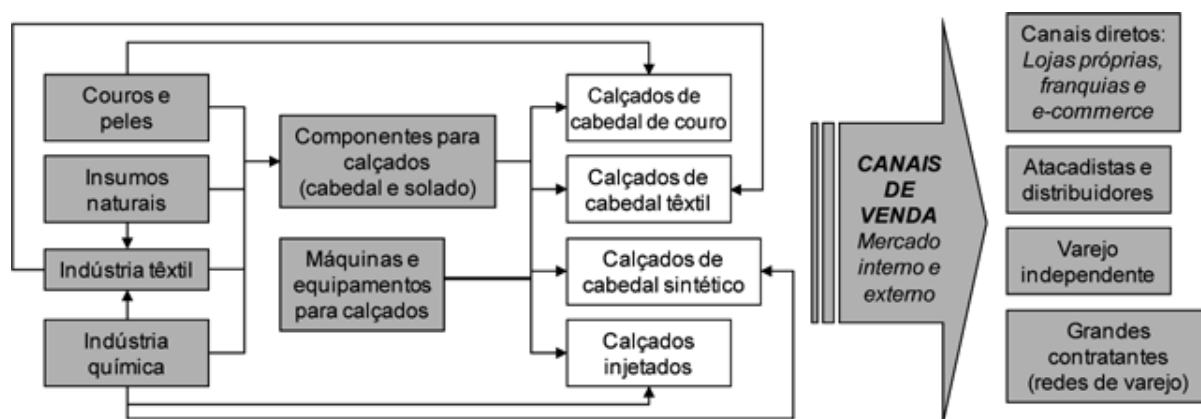 Couros e
peles
Insumos
naturais
Indústria têxtil
Indústria
química
Componentes para
calçados
(cabedal e solado)
Máquinas e
equipamentos
para calçados
Calçados de
cabedal de couro
Calçados de
cabedal têxtil
Calçados de
cabedal sintético
Calçados
injetados
CANAIS
DE
VENDA
Mercado
interno e
externo
Canais diretos:
Lojas próprias,
franquias e
e-commerce
Atacadistas e
distribuidores
Varejo
independente
Grandes
contratantes
(redes de varejo)